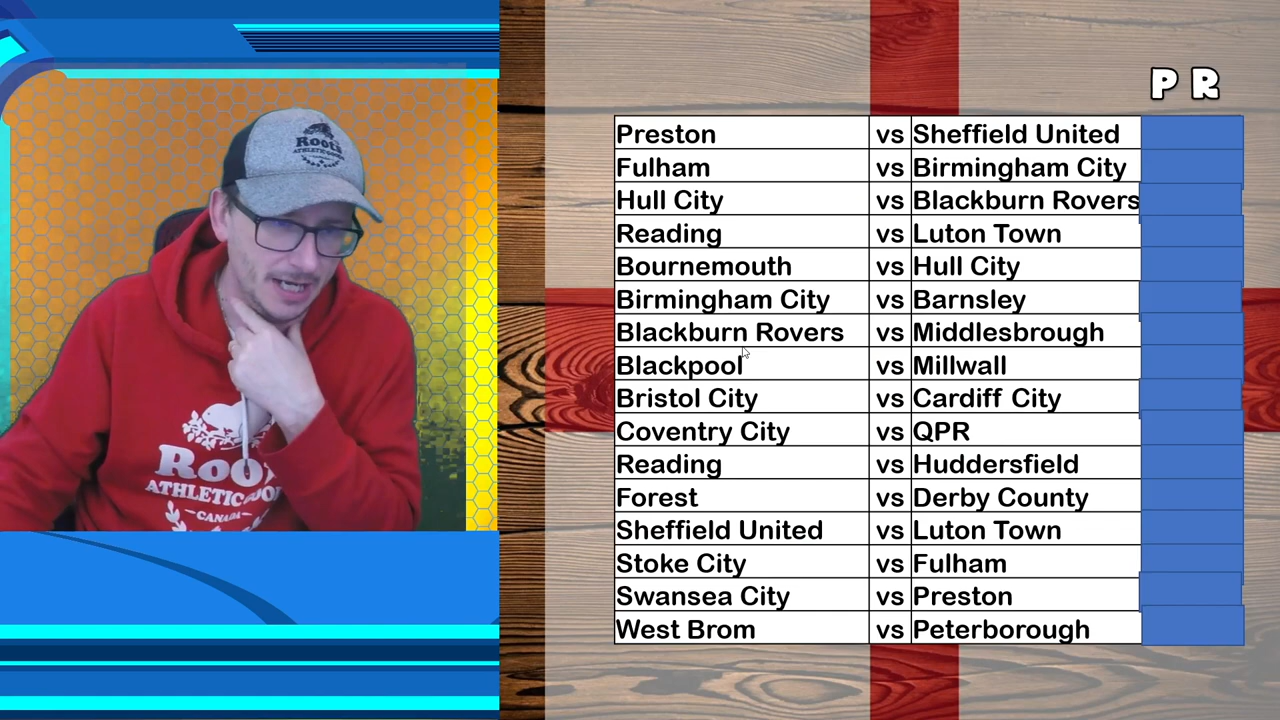 P R
Preston vs Sheffield United
Fulham vs Birmingham City
Hull City vs Blackburn Rovers
Reading vs Luton Town
Bournemouth vs Hull City
Birmingham City vs Barnsley
Blackburn Rovers vs Middlesbrough
Blackpool vs Millwall
Bristol City vs Cardiff City
Coventry City vs QPR
Reading vs Huddersfield
Forest vs Derby County
Sheffield United vs Luton Town
Stoke City vs Fulham
Swansea City vs Preston
West Brom vs Peterborough
Roots
ATHLETIC GOODS
Roo
ATHLETIC
CANADA